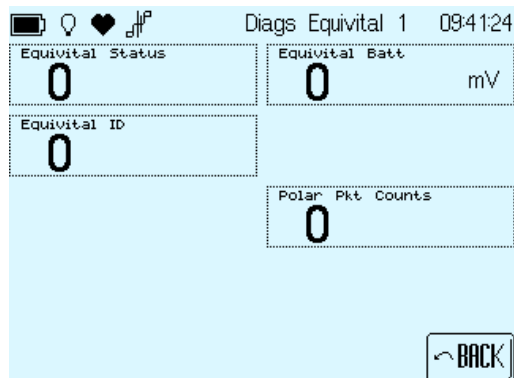 Diags Equivital 1 09:41:24
Equivital Status
0
Equivital Batt
0 mV
Equivital ID
0
Polar Pkt Counts
0
BACK